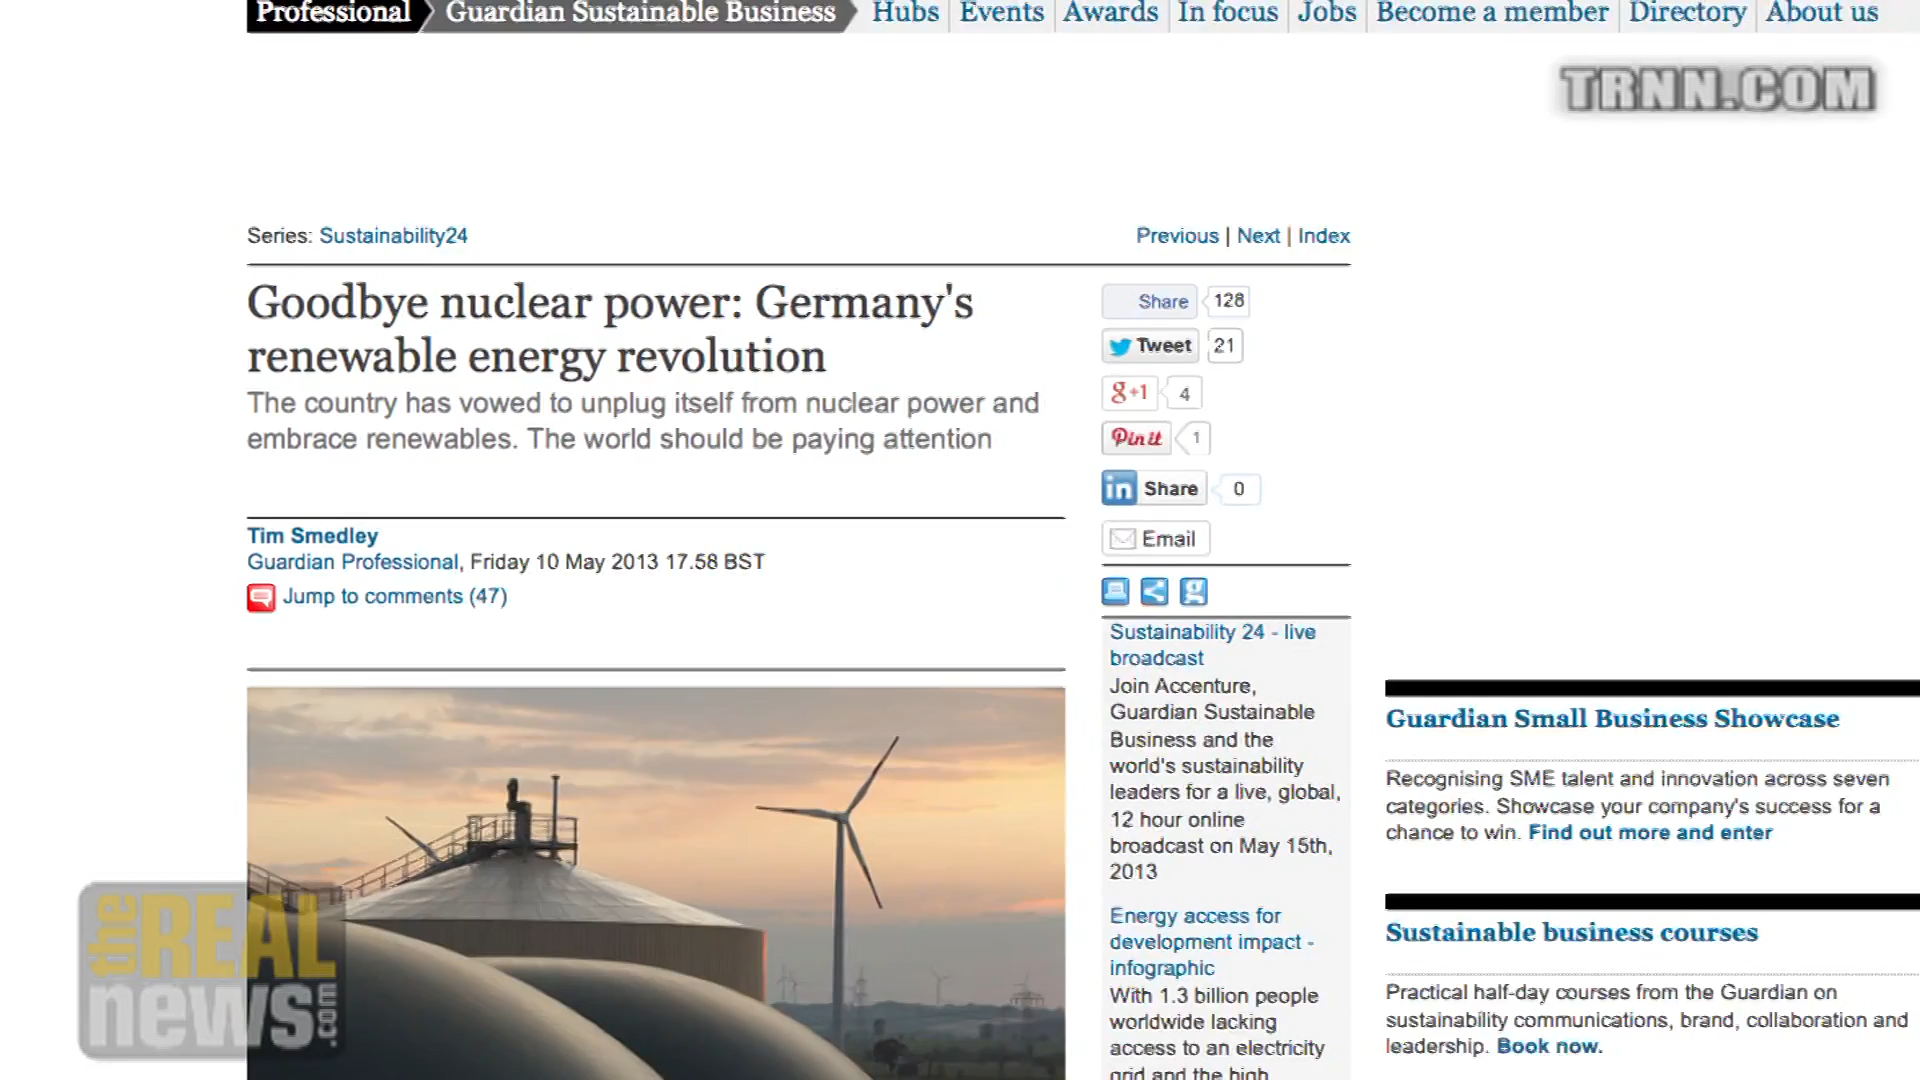 Professional
Guardian Sustainable Business
Hubs
Events
Awards
In focus
Jobs
Become a member
Directory
About us
TRNN.COM
Series: Sustainability24
Previous | Next | Index
Goodbye nuclear power: Germany's
renewable energy revolution
The country has vowed to unplug itself from nuclear power and
embrace renewables. The world should be paying attention
Tim Smedley
Guardian Professional, Friday 10 May 2013 17.58 BST
Jump to comments (47)
Share 128
Tweet 21
g+1 4
Pin it 1
in Share 0
Email
g
Sustainability 24 - live
broadcast
Join Accenture,
Guardian Sustainable
Business and the
world's sustainability
leaders for a live, global,
12 hour online
broadcast on May 15th,
2013
Energy access for
development impact -
infographic
With 1.3 billion people
worldwide lacking
access to an electricity
grid and the high
Guardian Small Business Showcase
Recognising SME talent and innovation across seven
categories. Showcase your company's success for a
chance to win. Find out more and enter
Sustainable business courses
Practical half-day courses from the Guardian on
sustainability communications, brand, collaboration and
leadership. Book now.
the REAL
news.com